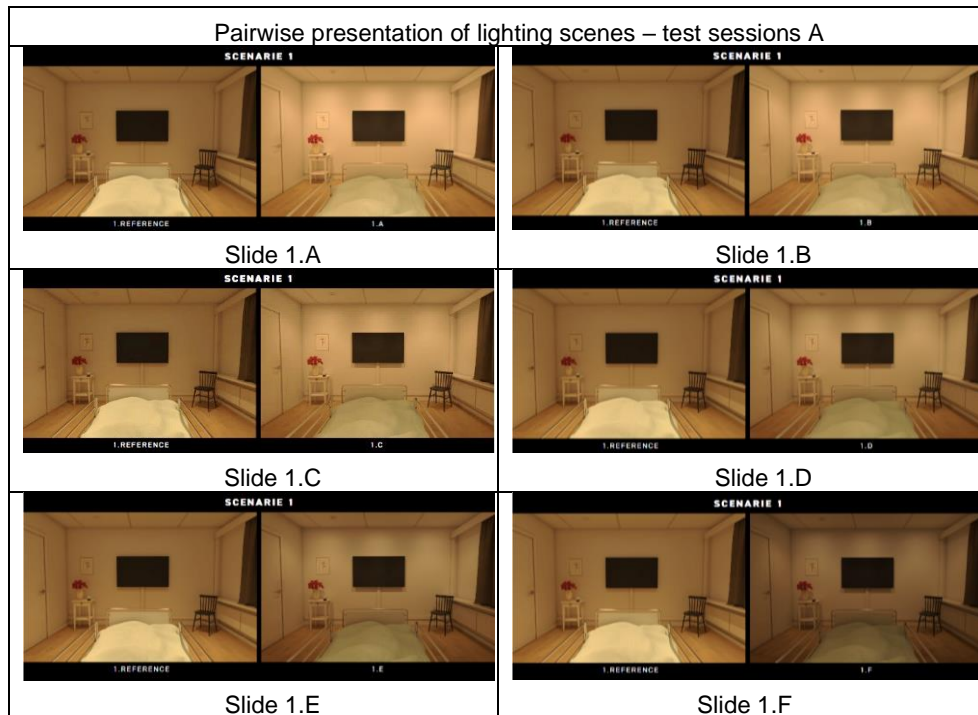 Pairwise presentation of lighting scenes – test sessions A
SCENARIE 1
1.REFERENCE 1.A
Slide 1.A
SCENARIE 1
1.REFERENCE 1.B
Slide 1.B
SCENARIE 1
1.REFERENCE 1.C
Slide 1.C
SCENARIE 1
1.REFERENCE 1.D
Slide 1.D
SCENARIE 1
1.REFERENCE 1.E
Slide 1.E
SCENARIE 1
1.REFERENCE 1.F
Slide 1.F